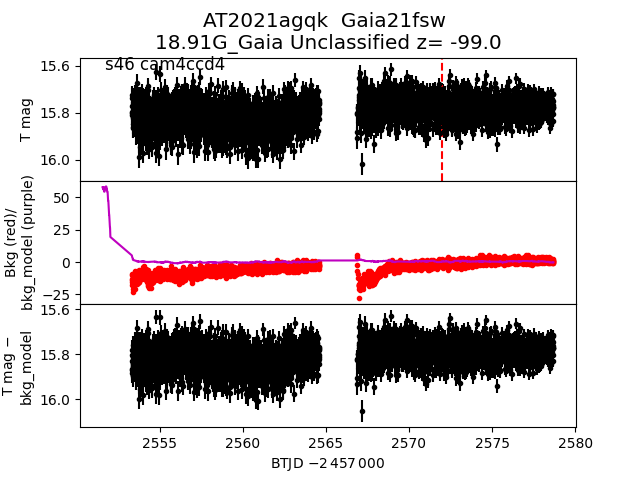 AT2021agqk  Gaia21fsw
18.91G_Gaia Unclassified z= -99.0
s46 cam4ccd4
T mag
15.6
15.8
16.0
Bkg (red)/
bkg_model (purple)
50
25
0
−25
T mag −
bkg_model
15.6
15.8
16.0
2555
2560
2565
2570
2575
2580
BTJD −2 457 000